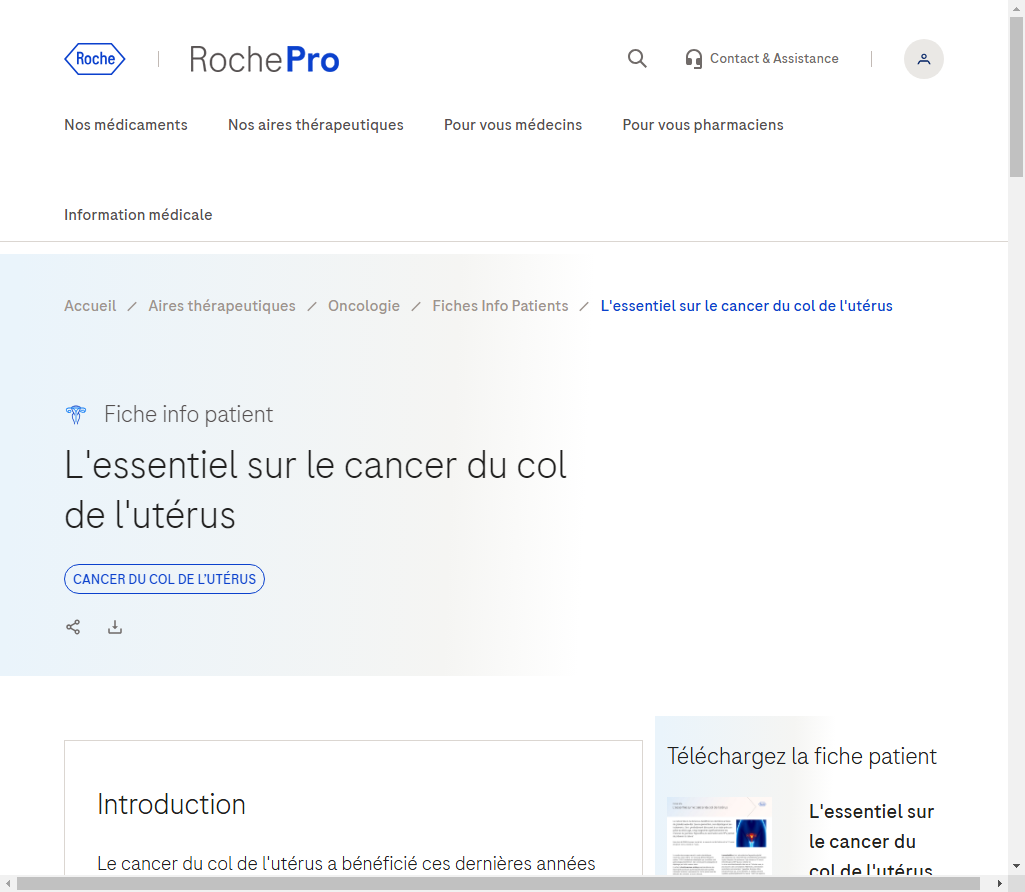 Roche
RochePro
Contact & Assistance
Nos médicaments
Nos aires thérapeutiques
Pour vous médecins
Pour vous pharmaciens
Information médicale
Accueil / Aires thérapeutiques / Oncologie / Fiches Info Patients / L'essentiel sur le cancer du col de l'utérus
Fiche info patient
L'essentiel sur le cancer du col
de l'utérus
CANCER DU COL DE L'UTÉRUS
Introduction
Le cancer du col de l'utérus a bénéficié ces dernières années
Téléchargez la fiche patient
L'essentiel sur
le cancer du
col de l'utérus